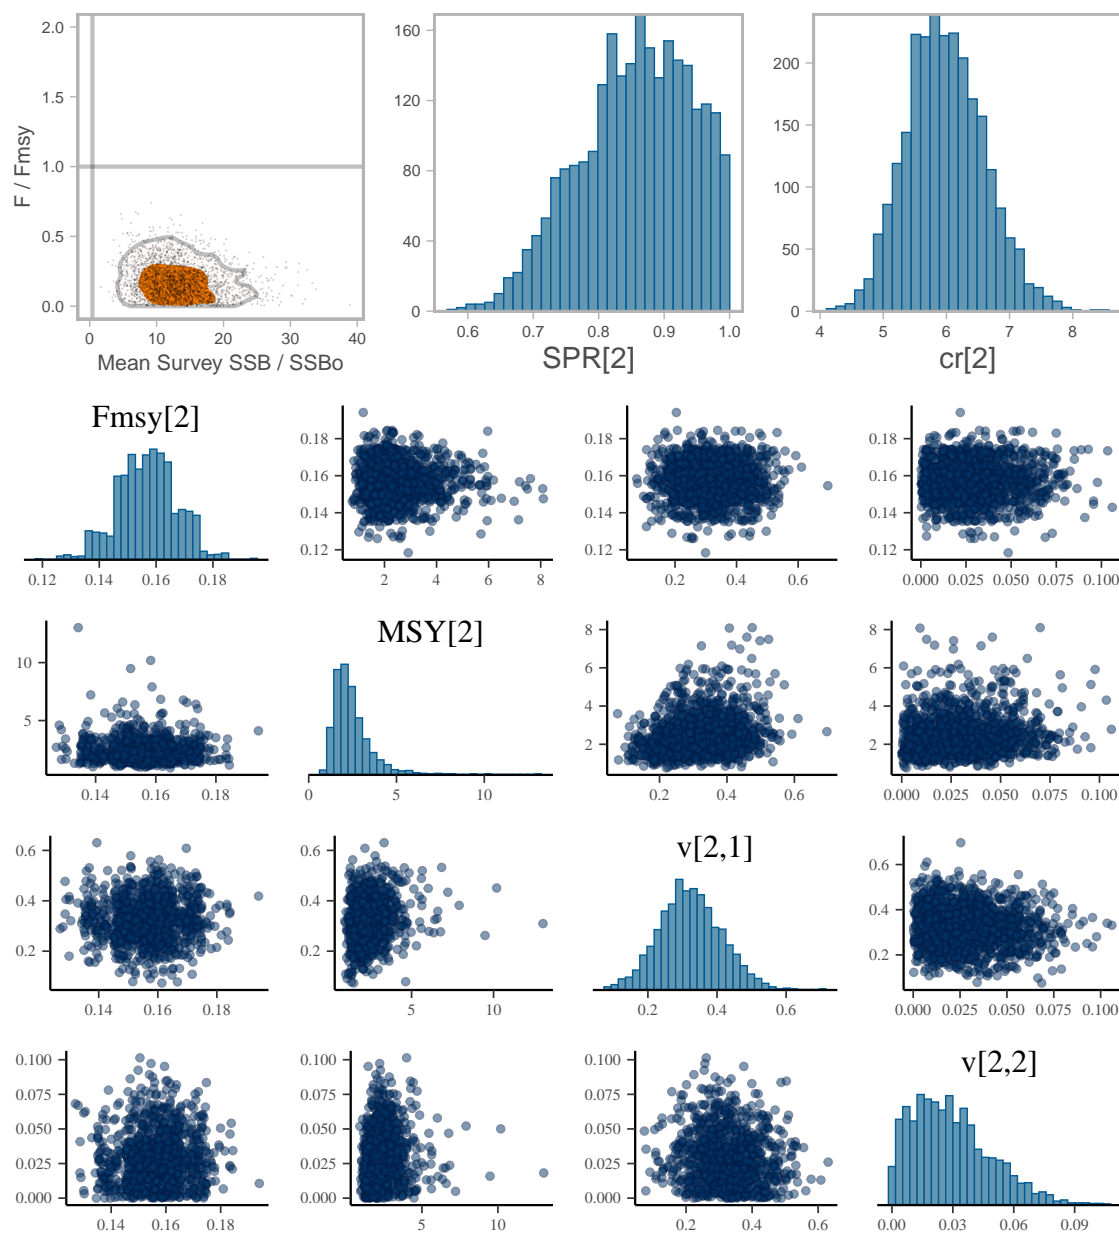 2.0
1.5
1.0
0.5
0.0
F / Fmsy
0 10 20 30 40
Mean Survey SSB / SSBo
160
120
80
40
0
0.6 0.7 0.8 0.9 1.0
SPR[2]
200
150
100
50
0
4 5 6 7 8
cr[2]
Fmsy[2]
0.12 0.14 0.16 0.18
0.18
0.16
0.14
0.12
2 4 6 8
0.18
0.16
0.14
0.12
0.0 0.2 0.4 0.6
0.18
0.16
0.14
0.12
0.000 0.025 0.050 0.075 0.100
10
5
0.14 0.16 0.18
MSY[2]
0 5 10
8
6
4
2
0.2 0.4 0.6
8
6
4
2
0.000 0.025 0.050 0.075 0.100
0.6
0.4
0.2
0.14 0.16 0.18
0.6
0.4
0.2
5 10
v[2,1]
0.2 0.4 0.6
0.6
0.4
0.2
0.000 0.025 0.050 0.075 0.100
0.100
0.075
0.050
0.025
0.000
0.14 0.16 0.18
0.100
0.075
0.050
0.025
0.000
5 10
0.100
0.075
0.050
0.025
0.000
0.2 0.4 0.6
v[2,2]
0.00 0.03 0.06 0.09